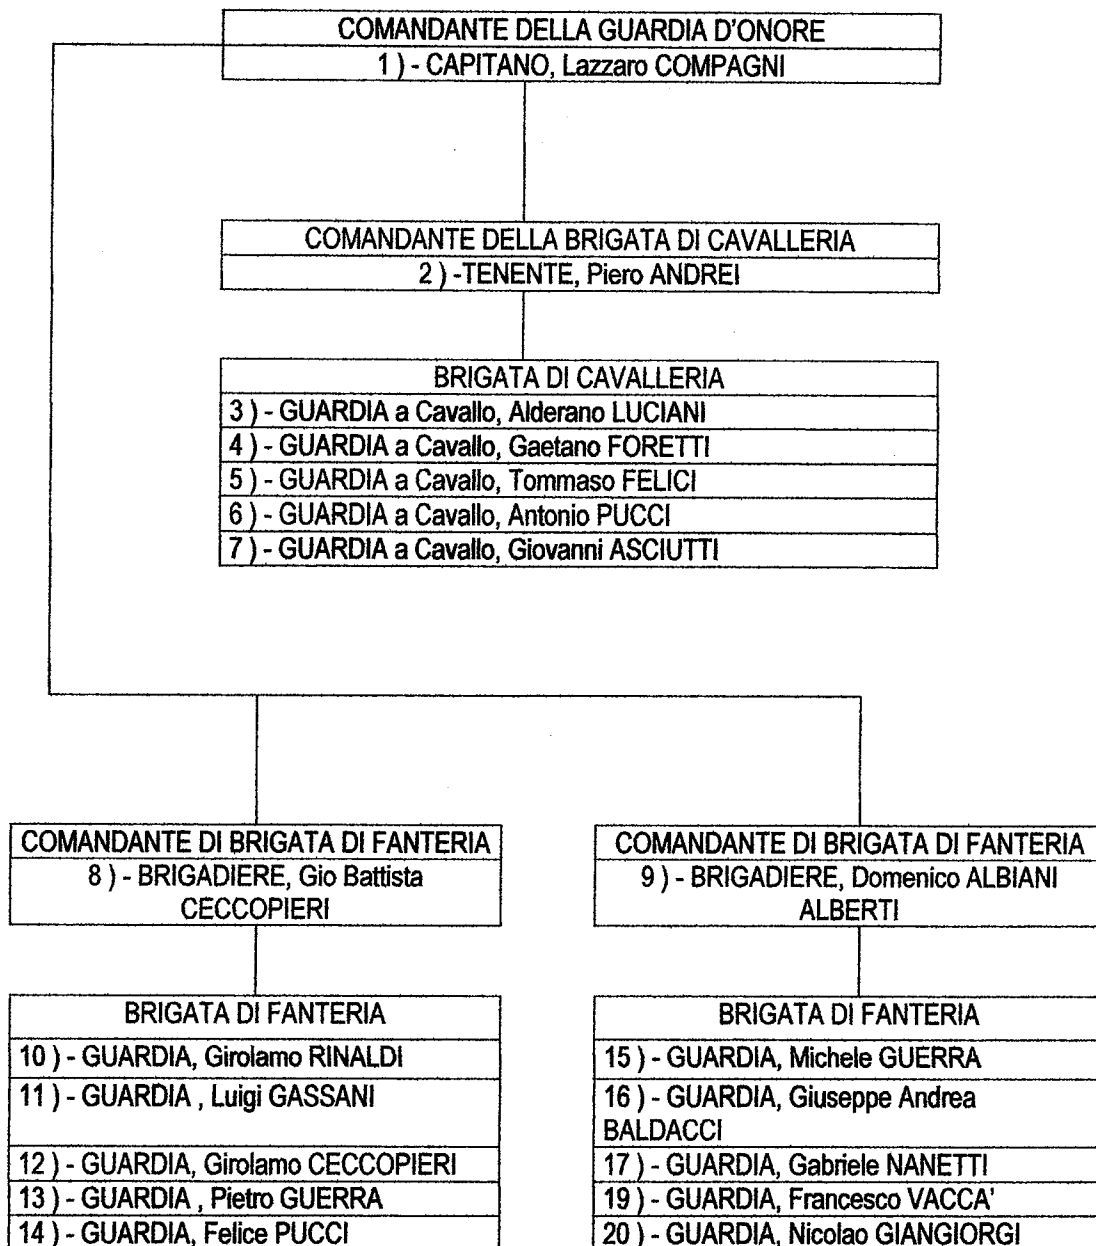 COMANDANTE DELLA GUARDIA D'ONORE
1 ) - CAPITANO, Lazzaro COMPAGNI
COMANDANTE DELLA BRIGATA DI CAVALLERIA
2 ) -TENENTE, Piero ANDREI
BRIGATA DI CAVALLERIA
3 ) - GUARDIA a Cavallo, Alderano LUCIANI
4 ) - GUARDIA a Cavallo, Gaetano FORETTI
5 ) - GUARDIA a Cavallo, Tommaso FELICI
6 ) - GUARDIA a Cavallo, Antonio PUCCI
7 ) - GUARDIA a Cavallo, Giovanni ASCIUTTI
COMANDANTE DI BRIGATA DI FANTERIA
8 ) - BRIGADIERE, Gio Battista
CECCOPIERI
BRIGATA DI FANTERIA
10 ) - GUARDIA, Girolamo RINALDI
11 ) - GUARDIA , Luigi GASSANI
12 ) - GUARDIA, Girolamo CECCOPIERI
13 ) - GUARDIA , Pietro GUERRA
14 ) - GUARDIA, Felice PUCCI
COMANDANTE DI BRIGATA DI FANTERIA
9 ) - BRIGADIERE, Domenico ALBIANI
ALBERTI
BRIGATA DI FANTERIA
15 ) - GUARDIA, Michele GUERRA
16 ) - GUARDIA, Giuseppe Andrea
BALDACCI
17 ) - GUARDIA, Gabriele NANETTI
19 ) - GUARDIA, Francesco VACCA'
20 ) - GUARDIA, Nicolao GIANGIORGI